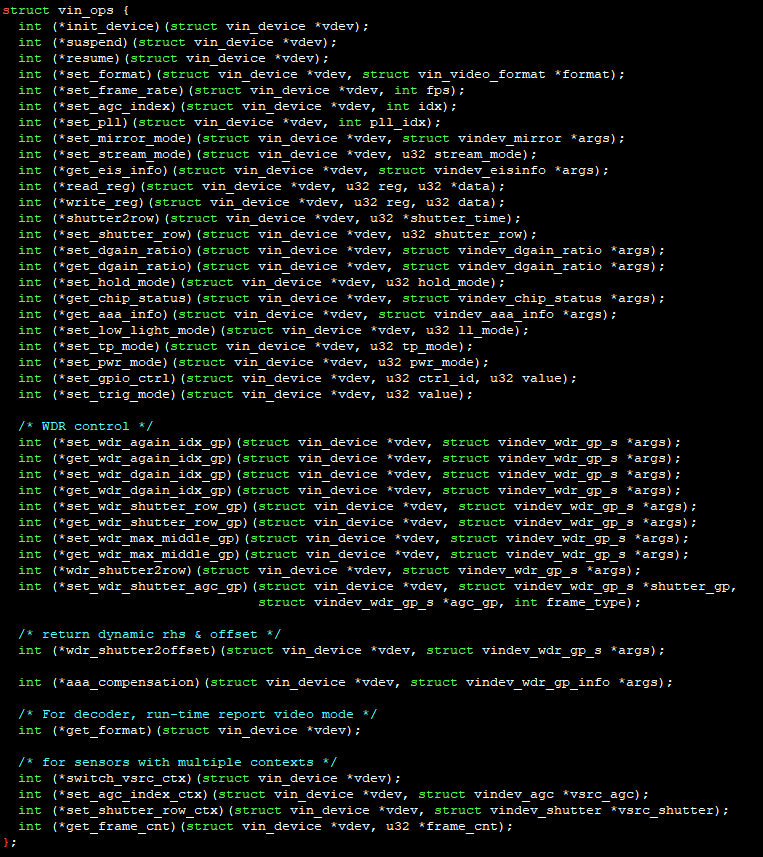 struct vin_ops {
  int (*init_device)(struct vin_device *vdev);
  int (*suspend)(struct vin_device *vdev);
  int (*resume)(struct vin_device *vdev);
  int (*set_format)(struct vin_device *vdev, struct vin_video_format *format);
  int (*set_frame_rate)(struct vin_device *vdev, int fps);
  int (*set_agc_index)(struct vin_device *vdev, int idx);
  int (*set_pll)(struct vin_device *vdev, int pll_idx);
  int (*set_mirror_mode)(struct vin_device *vdev, struct vindev_mirror *args);
  int (*set_stream_mode)(struct vin_device *vdev, u32 stream_mode);
  int (*get_eis_info)(struct vin_device *vdev, struct vindev_eisinfo *args);
  int (*read_reg)(struct vin_device *vdev, u32 reg, u32 *data);
  int (*write_reg)(struct vin_device *vdev, u32 reg, u32 data);
  int (*shutter2row)(struct vin_device *vdev, u32 *shutter_time);
  int (*set_shutter_row)(struct vin_device *vdev, u32 shutter_row);
  int (*set_dgain_ratio)(struct vin_device *vdev, struct vindev_dgain_ratio *args);
  int (*get_dgain_ratio)(struct vin_device *vdev, struct vindev_dgain_ratio *args);
  int (*set_hold_mode)(struct vin_device *vdev, u32 hold_mode);
  int (*get_chip_status)(struct vin_device *vdev, struct vindev_chip_status *args);
  int (*get_aaa_info)(struct vin_device *vdev, struct vindev_aaa_info *args);
  int (*set_low_light_mode)(struct vin_device *vdev, u32 ll_mode);
  int (*set_tp_mode)(struct vin_device *vdev, u32 tp_mode);
  int (*set_pwr_mode)(struct vin_device *vdev, u32 pwr_mode);
  int (*set_gpio_ctrl)(struct vin_device *vdev, u32 ctrl_id, u32 value);
  int (*set_trig_mode)(struct vin_device *vdev, u32 value);

  /* WDR control */
  int (*set_wdr_again_idx_gp)(struct vin_device *vdev, struct vindev_wdr_gp_s *args);
  int (*get_wdr_again_idx_gp)(struct vin_device *vdev, struct vindev_wdr_gp_s *args);
  int (*set_wdr_dgain_idx_gp)(struct vin_device *vdev, struct vindev_wdr_gp_s *args);
  int (*get_wdr_dgain_idx_gp)(struct vin_device *vdev, struct vindev_wdr_gp_s *args);
  int (*set_wdr_shutter_row_gp)(struct vin_device *vdev, struct vindev_wdr_gp_s *args);
  int (*get_wdr_shutter_row_gp)(struct vin_device *vdev, struct vindev_wdr_gp_s *args);
  int (*set_wdr_max_middle_gp)(struct vin_device *vdev, struct vindev_wdr_gp_s *args);
  int (*get_wdr_max_middle_gp)(struct vin_device *vdev, struct vindev_wdr_gp_s *args);
  int (*wdr_shutter2row)(struct vin_device *vdev, struct vindev_wdr_gp_s *args);
  int (*set_wdr_shutter_agc_gp)(struct vin_device *vdev, struct vindev_wdr_gp_s *shutter_gp,
                                struct vindev_wdr_gp_s *agc_gp, int frame_type);

  /* return dynamic rhs & offset */
  int (*wdr_shutter2offset)(struct vin_device *vdev, struct vindev_wdr_gp_s *args);

  int (*aaa_compensation)(struct vin_device *vdev, struct vindev_wdr_gp_info *args);

  /* For decoder, run-time report video mode */
  int (*get_format)(struct vin_device *vdev);

  /* for sensors with multiple contexts */
  int (*switch_vsrc_ctx)(struct vin_device *vdev);
  int (*set_agc_index_ctx)(struct vin_device *vdev, struct vindev_agc *vsrc_agc);
  int (*set_shutter_row_ctx)(struct vin_device *vdev, struct vindev_shutter *vsrc_shutter);
  int (*get_frame_cnt)(struct vin_device *vdev, u32 *frame_cnt);
};